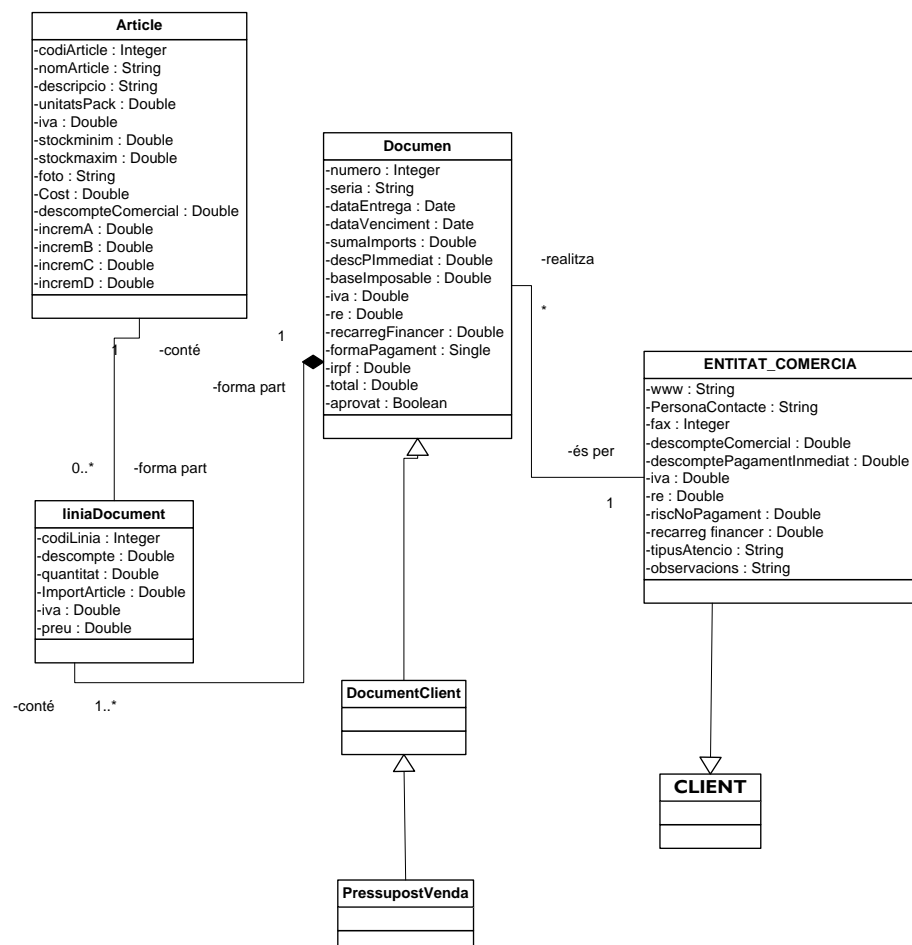 Article
-codiArticle : Integer
-nomArticle : String
-descripcio : String
-unitatsPack : Double
-iva : Double
-stockminim : Double
-stockmaxim : Double
-foto : String
-Cost : Double
-descompteComercial : Double
-incremA : Double
-incremB : Double
-incremC : Double
-incremD : Double
Documen
-numero : Integer
-seria : String
-dataEntrega : Date
-dataVenciment : Date
-sumaImports : Double
-descPImmediat : Double
-baseImposable : Double
-iva : Double
-re : Double
-recarregFinancer : Double
-formaPagament : Single
-irpf : Double
-total : Double
-aprovat : Boolean
-realitza
*
1
-conté
1
-forma part
ENTITAT_COMERCIA
-www : String
-PersonaContacte : String
-fax : Integer
-descompteComercial : Double
-descomptePagamentInmediat : Double
-iva : Double
-re : Double
-riscNoPagament : Double
-recarreg financer : Double
-tipusAtencio : String
-observacions : String
-és per
1
0..*
-forma part
liniaDocument
-codiLinia : Integer
-descompte : Double
-quantitat : Double
-ImportArticle : Double
-iva : Double
-preu : Double
-conté
1..*
DocumentClient
CLIENT
PressupostVenda